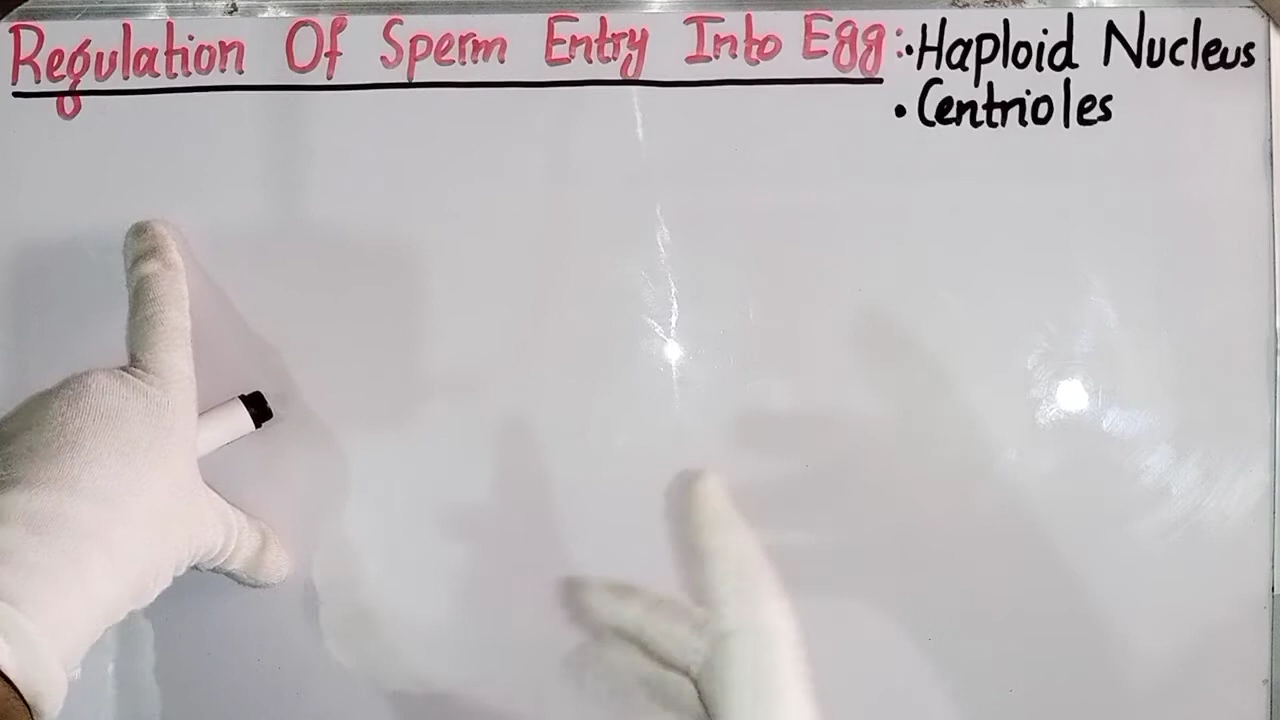 Regulation Of Sperm Entry Into Egg:
• Haploid Nucleus
• Centrioles